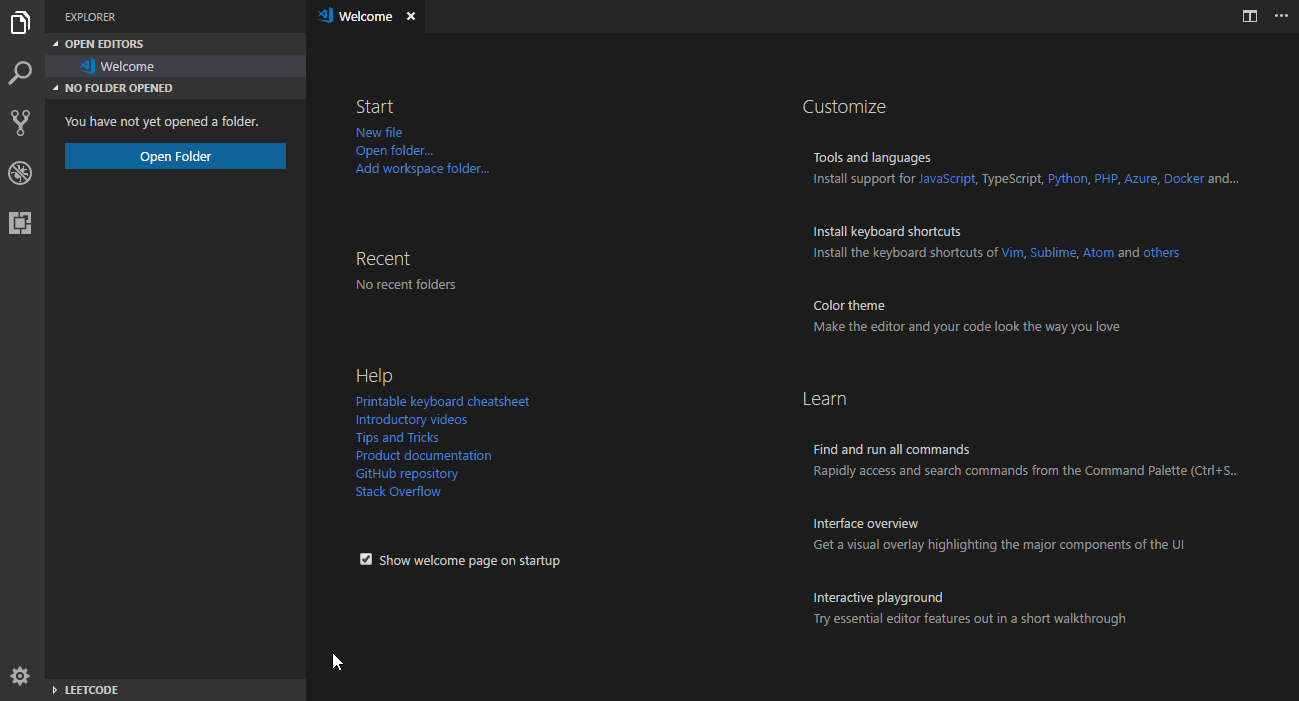 EXPLORER
OPEN EDITORS
Welcome
NO FOLDER OPENED
You have not yet opened a folder.
Open Folder
LEETCODE
Welcome
Start
New file
Open folder...
Add workspace folder...
Recent
No recent folders
Help
Printable keyboard cheatsheet
Introductory videos
Tips and Tricks
Product documentation
GitHub repository
Stack Overflow
Show welcome page on startup
Customize
Tools and languages
Install support for JavaScript, TypeScript, Python, PHP, Azure, Docker and...
Install keyboard shortcuts
Install the keyboard shortcuts of Vim, Sublime, Atom and others
Color theme
Make the editor and your code look the way you love
Learn
Find and run all commands
Rapidly access and search commands from the Command Palette (Ctrl+S...
Interface overview
Get a visual overlay highlighting the major components of the UI
Interactive playground
Try essential editor features out in a short walkthrough